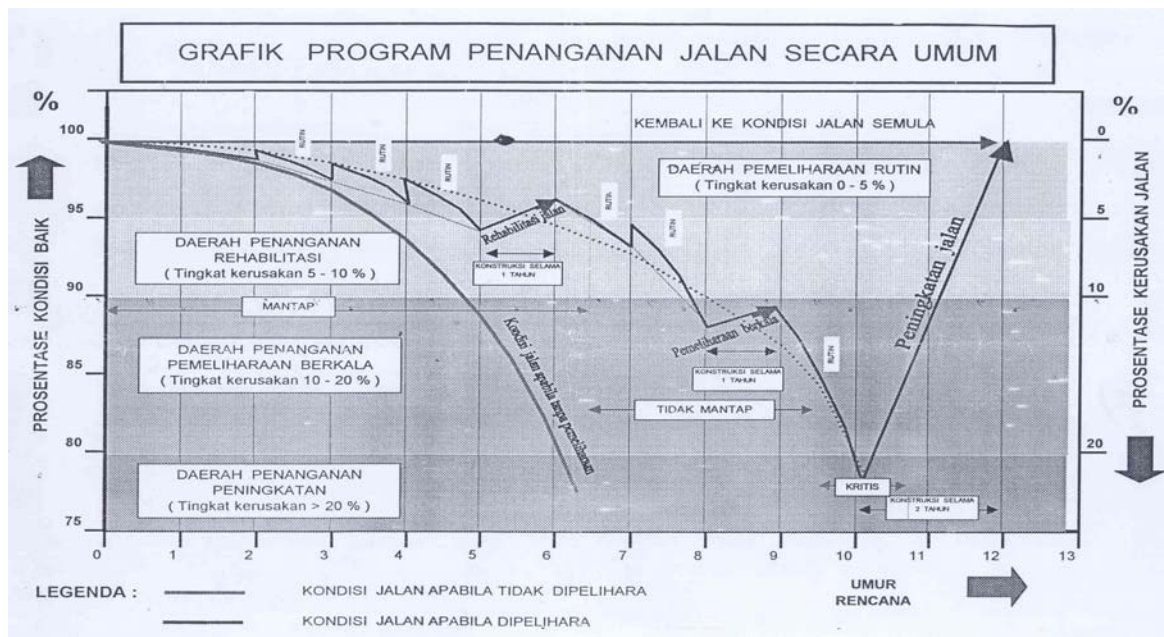 GRAFIK PROGRAM PENANGANAN JALAN SECARA UMUM
%
%
PROSENTASE KONDISI BAIK
100
95
90
85
80
75
0
5
10
20
PROSENTASE KERUSAKAN JALAN
KEMBALI KE KONDISI JALAN SEMULA
DAERAH PEMELIHARAAN RUTIN
( Tingkat kerusakan 0 - 5 % )
RUTIN
RUTIN
RUTIN
RUTIN
RUTIN
RUTIN
DAERAH PENANGANAN
REHABILITASI
( Tingkat kerusakan 5 - 10 % )
Rehabilitasi jalan
KONSTRUKSI SELAMA
1 TAHUN
MANTAP
DAERAH PENANGANAN
PEMELIHARAAN BERKALA
( Tingkat kerusakan 10 - 20 % )
Kondisi jalan apabila tanpa pemeliharaan
Pemeliharaan berkala
KONSTRUKSI SELAMA
1 TAHUN
Peningkatan jalan
TIDAK MANTAP
DAERAH PENANGANAN
PENINGKATAN
( Tingkat kerusakan > 20 % )
KRITIS
KONSTRUKSI SELAMA
2 TAHUN
0 1 2 3 4 5 6 7 8 9 10 11 12 13
LEGENDA :
KONDISI JALAN APABILA TIDAK DIPELIHARA
KONDISI JALAN APABILA DIPELIHARA
UMUR
RENCANA